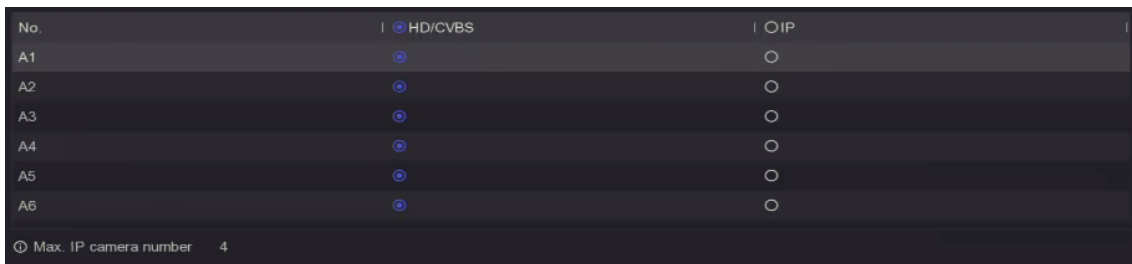 No. HD/CVBS IP
A1
A2
A3
A4
A5
A6
Max. IP camera number 4